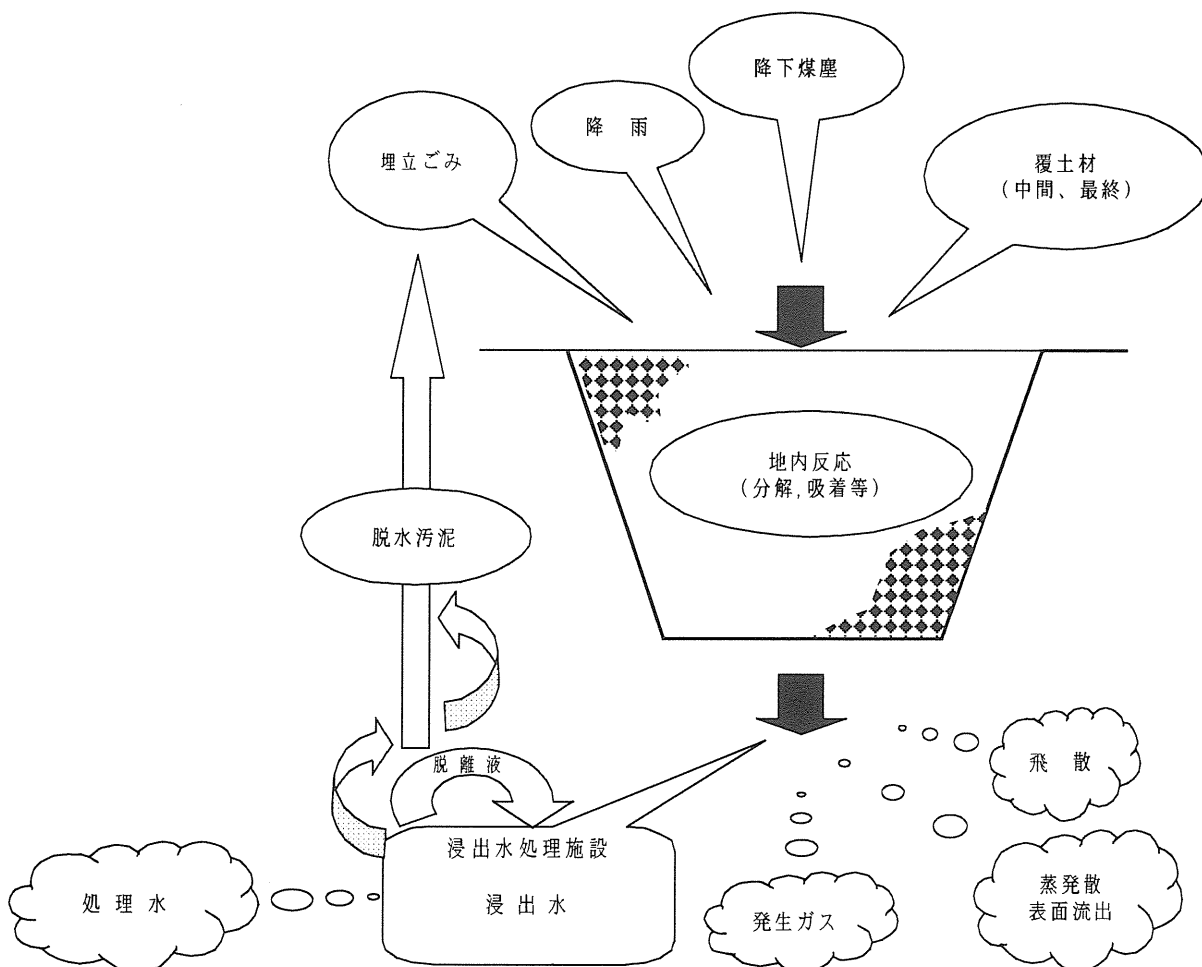 降下煤塵
降 雨
埋立ごみ
覆土材
(中間、最終)
地内反応
(分解,吸着等)
脱水汚泥
脱離液
飛 散
浸出水処理施設
浸出水
処理水
発生ガス
蒸発散
表面流出